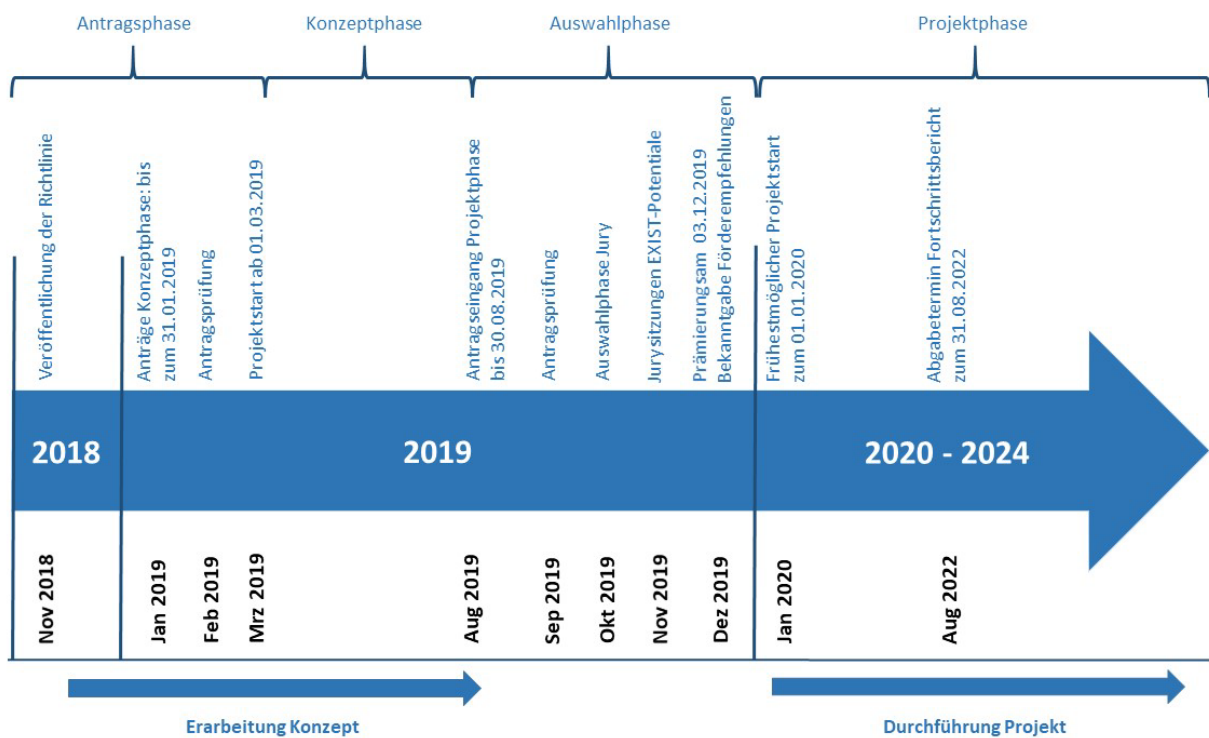 Antragsphase
Konzeptphase
Auswahlphase
Projektphase
Veröffentlichung der Richtlinie
Anträge Konzeptphase: bis
zum 31.01.2019
Antragsprüfung
Projektstart ab 01.03.2019
Antragseingang Projektphase
bis 30.08.2019
Antragsprüfung
Auswahlphase Jury
Jurysitzungen EXIST-Potentiale
Prämierungsam 03.12.2019
Bekanntgabe Förderempfehlungen
Frühestmöglicher Projektstart
zum 01.01.2020
Abgabetermin Fortschrittsbericht
zum 31.08.2022
2018
2019
2020 - 2024
Nov 2018
Jan 2019
Feb 2019
Mrz 2019
Aug 2019
Sep 2019
Okt 2019
Nov 2019
Dez 2019
Jan 2020
Aug 2022
Erarbeitung Konzept
Durchführung Projekt